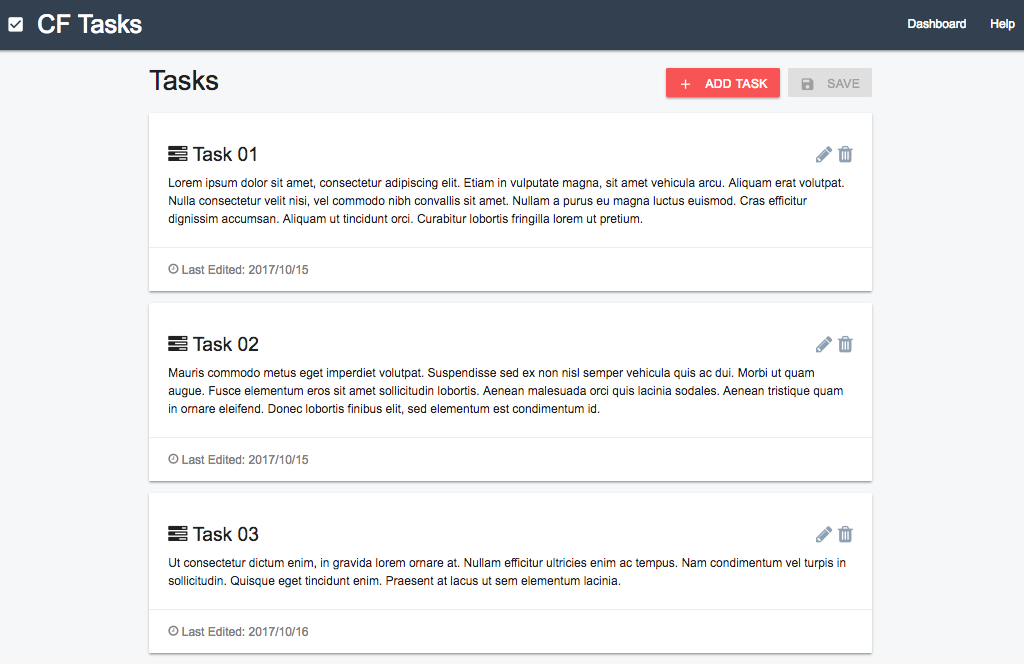 CF Tasks
Dashboard
Help
Tasks
ADD TASK
SAVE
Task 01
Lorem ipsum dolor sit amet, consectetur adipiscing elit. Etiam in vulputate magna, sit amet vehicula arcu. Aliquam erat volutpat.
Nulla consectetur velit nisi, vel commodo nibh convallis sit amet. Nullam a purus eu magna luctus euismod. Cras efficitur
dignissim accumsan. Aliquam ut tincidunt orci. Curabitur lobortis fringilla lorem ut pretium.
Last Edited: 2017/10/15
Task 02
Mauris commodo metus eget imperdiet volutpat. Suspendisse sed ex non nisl semper vehicula quis ac dui. Morbi ut quam
augue. Fusce elementum eros sit amet sollicitudin lobortis. Aenean malesuada orci quis lacinia sodales. Aenean tristique quam
in ornare eleifend. Donec lobortis finibus elit, sed elementum est condimentum id.
Last Edited: 2017/10/15
Task 03
Ut consectetur dictum enim, in gravida lorem ornare at. Nullam efficitur ultricies enim ac tempus. Nam condimentum vel turpis in
sollicitudin. Quisque eget tincidunt enim. Praesent at lacus ut sem elementum lacinia.
Last Edited: 2017/10/16